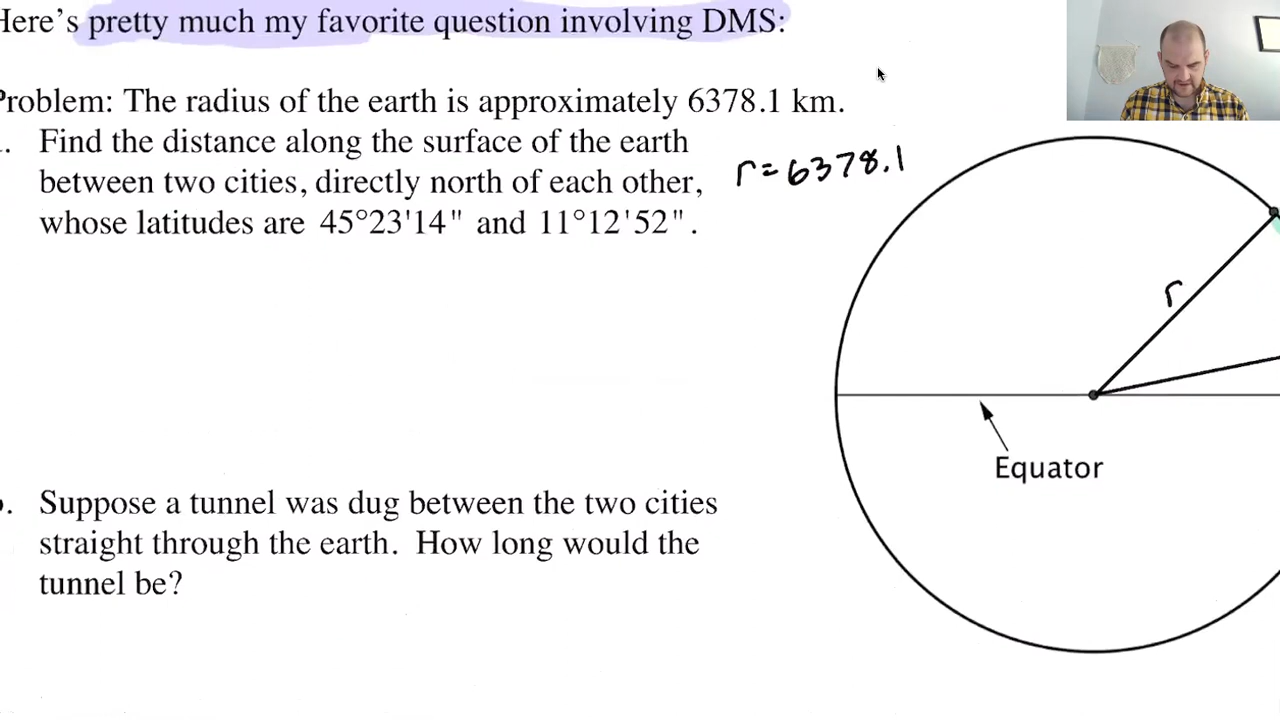 Here's pretty much my favorite question involving DMS:
Problem: The radius of the earth is approximately 6378.1 km.
. Find the distance along the surface of the earth
between two cities, directly north of each other,
whose latitudes are 45°23'14" and 11°12'52".
r=6378.1
r
Equator
. Suppose a tunnel was dug between the two cities
straight through the earth. How long would the
tunnel be?